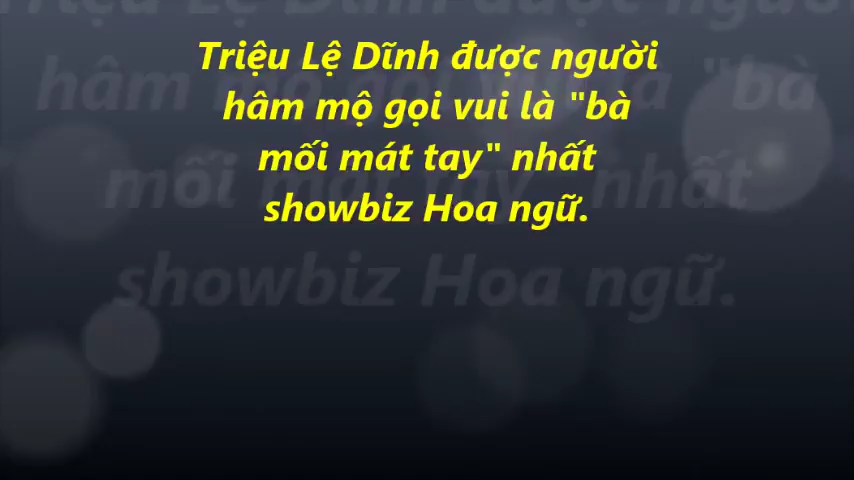 Triệu Lệ Dĩnh được người
hâm mộ gọi vui là "bà
mối mát tay" nhất
showbiz Hoa ngữ.